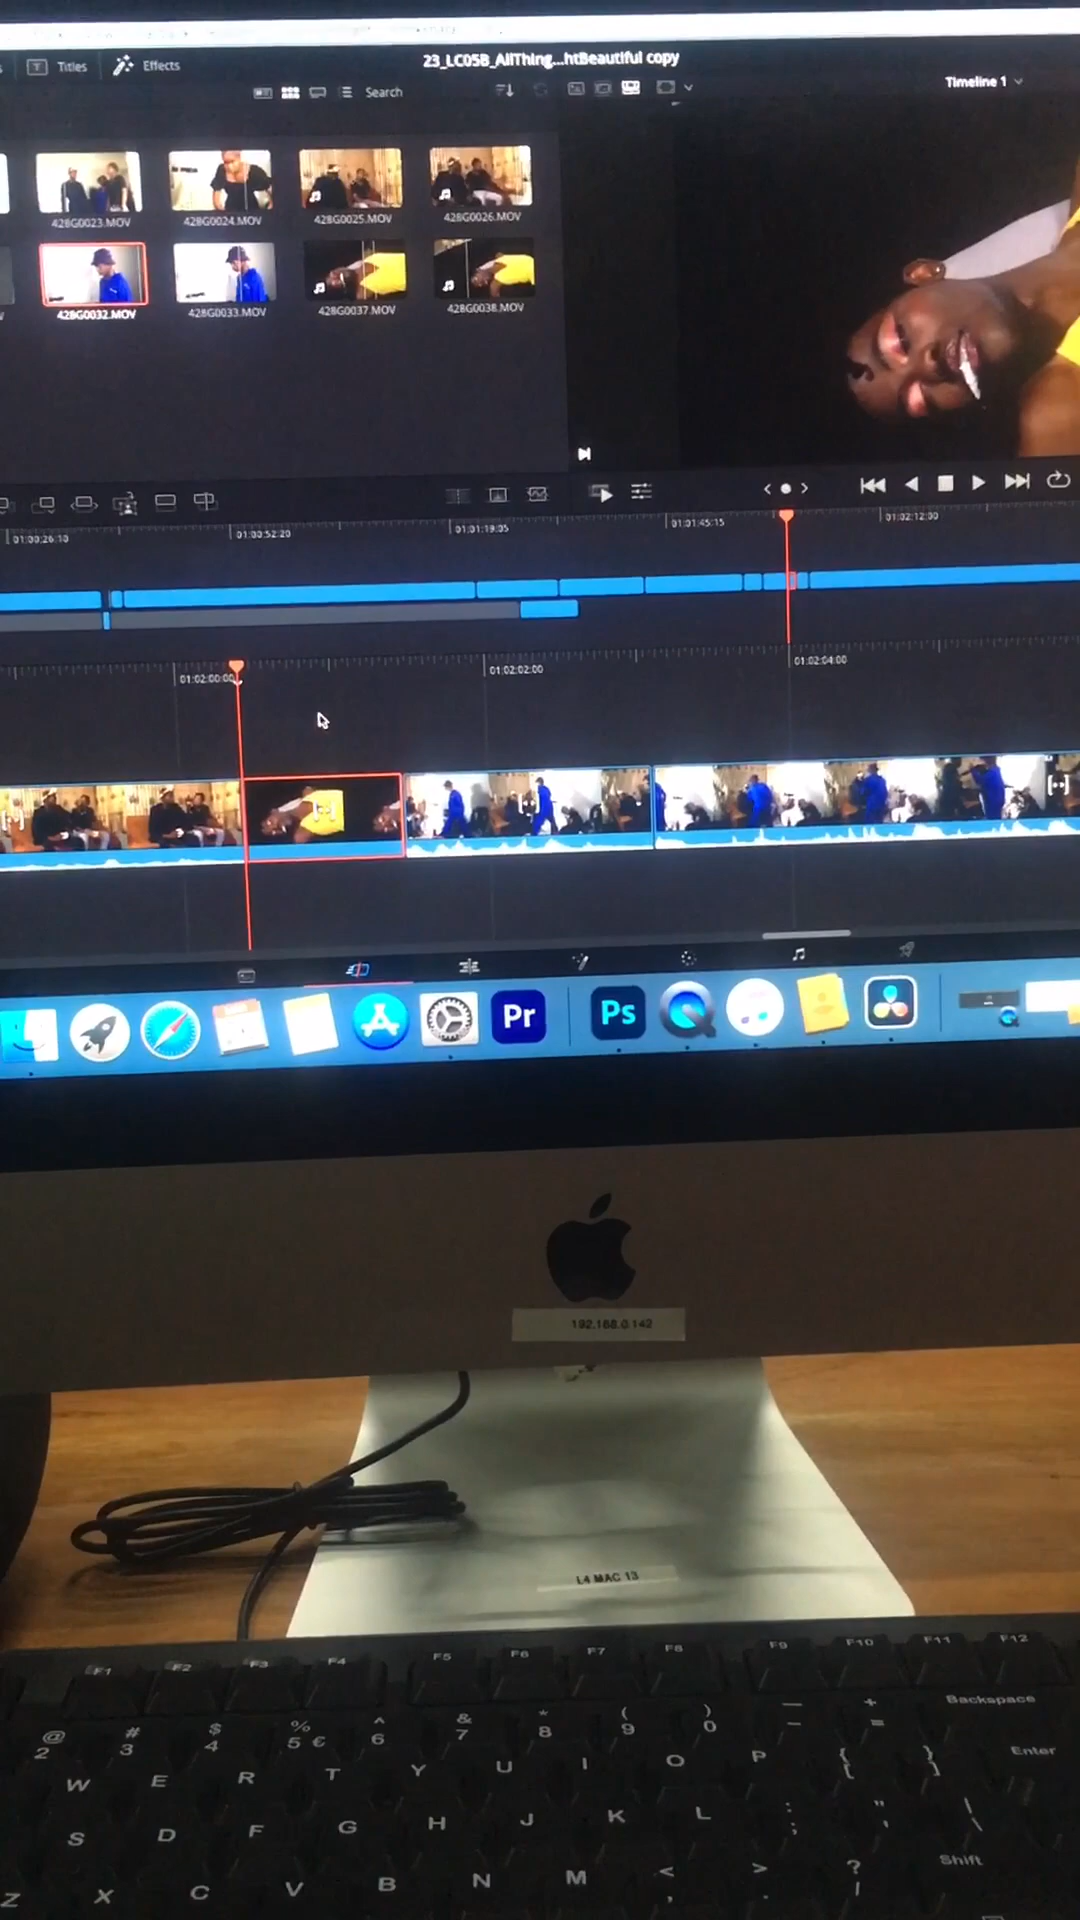 Titles
Effects
23_LC05B_AllThing...htBeautiful copy
Search
Timeline 1
428G0023.MOV
428G0024.MOV
428G0025.MOV
428G0026.MOV
428G0032.MOV
428G0033.MOV
428G0037.MOV
428G0038.MOV
01:00:26:10
01:00:52:20
01:01:19:05
01:01:45:15
01:02:12:00
01:02:00:00
01:02:02:00
01:02:04:00
Pr
Ps
192.168.0.142
L4 MAC 13
F1 F2 F3 F4 F5 F6 F7 F8 F9 F10 F11 F12
@ # $ % ^ & * ( ) — + Backspace
2 3 4 5 € 6 7 8 9 0 - =
W E R T Y U I O P { } Enter
S D F G H J K L : " \
; '
Z X C V B N M < > ? Shift
, . /